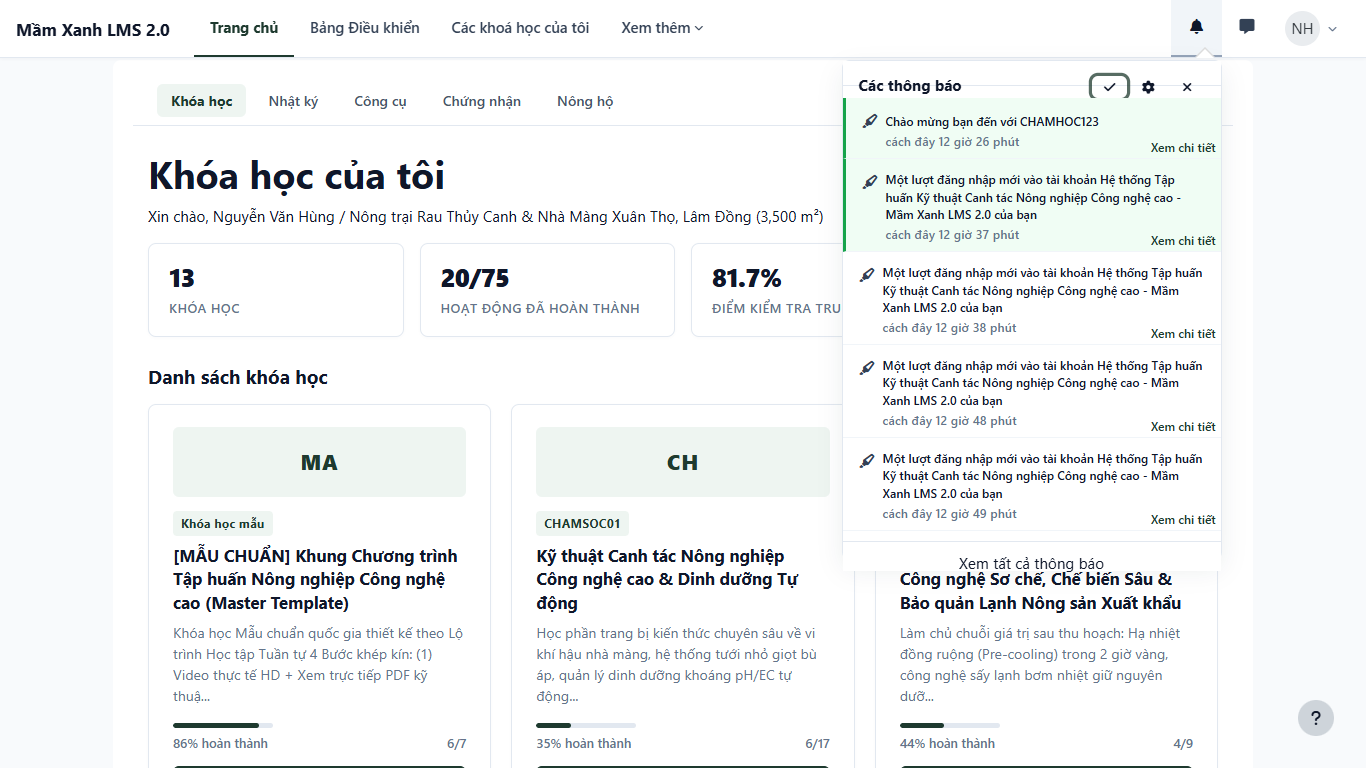 Mầm Xanh LMS 2.0
Trang chủ
Bảng Điều khiển
Các khoá học của tôi
Xem thêm
NH
Khóa học
Nhật ký
Công cụ
Chứng nhận
Nông hộ
Khóa học của tôi
Xin chào, Nguyễn Văn Hùng / Nông trại Rau Thủy Canh & Nhà Màng Xuân Thọ, Lâm Đồng (3,500 m²)
13
KHÓA HỌC
20/75
HOẠT ĐỘNG ĐÃ HOÀN THÀNH
81.7%
ĐIỂM KIỂM TRA TRU
Danh sách khóa học
MA
Khóa học mẫu
[MẪU CHUẨN] Khung Chương trình
Tập huấn Nông nghiệp Công nghệ
cao (Master Template)
Khóa học Mẫu chuẩn quốc gia thiết kế theo Lộ
trình Học tập Tuần tự 4 Bước khép kín: (1)
Video thực tế HD + Xem trực tiếp PDF kỹ
thuậ...
86% hoàn thành
6/7
CH
CHAMSOC01
Kỹ thuật Canh tác Nông nghiệp
Công nghệ cao & Dinh dưỡng Tự
động
Học phần trang bị kiến thức chuyên sâu về vi
khí hậu nhà màng, hệ thống tưới nhỏ giọt bù
áp, quản lý dinh dưỡng khoáng pH/EC tự
động...
35% hoàn thành
6/17
Công nghệ Sơ chế, Chế biến Sâu &
Bảo quản Lạnh Nông sản Xuất khẩu
Làm chủ chuỗi giá trị sau thu hoạch: Hạ nhiệt
đồng ruộng (Pre-cooling) trong 2 giờ vàng,
công nghệ sấy lạnh bơm nhiệt giữ nguyên
dưỡ...
44% hoàn thành
4/9
Các thông báo
Chào mừng bạn đến với CHAMHOC123
cách đây 12 giờ 26 phút
Xem chi tiết
Một lượt đăng nhập mới vào tài khoản Hệ thống Tập
huấn Kỹ thuật Canh tác Nông nghiệp Công nghệ cao -
Mầm Xanh LMS 2.0 của bạn
cách đây 12 giờ 37 phút
Xem chi tiết
Một lượt đăng nhập mới vào tài khoản Hệ thống Tập huấn
Kỹ thuật Canh tác Nông nghiệp Công nghệ cao - Mầm
Xanh LMS 2.0 của bạn
cách đây 12 giờ 38 phút
Xem chi tiết
Một lượt đăng nhập mới vào tài khoản Hệ thống Tập huấn
Kỹ thuật Canh tác Nông nghiệp Công nghệ cao - Mầm
Xanh LMS 2.0 của bạn
cách đây 12 giờ 48 phút
Xem chi tiết
Một lượt đăng nhập mới vào tài khoản Hệ thống Tập huấn
Kỹ thuật Canh tác Nông nghiệp Công nghệ cao - Mầm
Xanh LMS 2.0 của bạn
cách đây 12 giờ 49 phút
Xem chi tiết
Xem tất cả thông báo
?